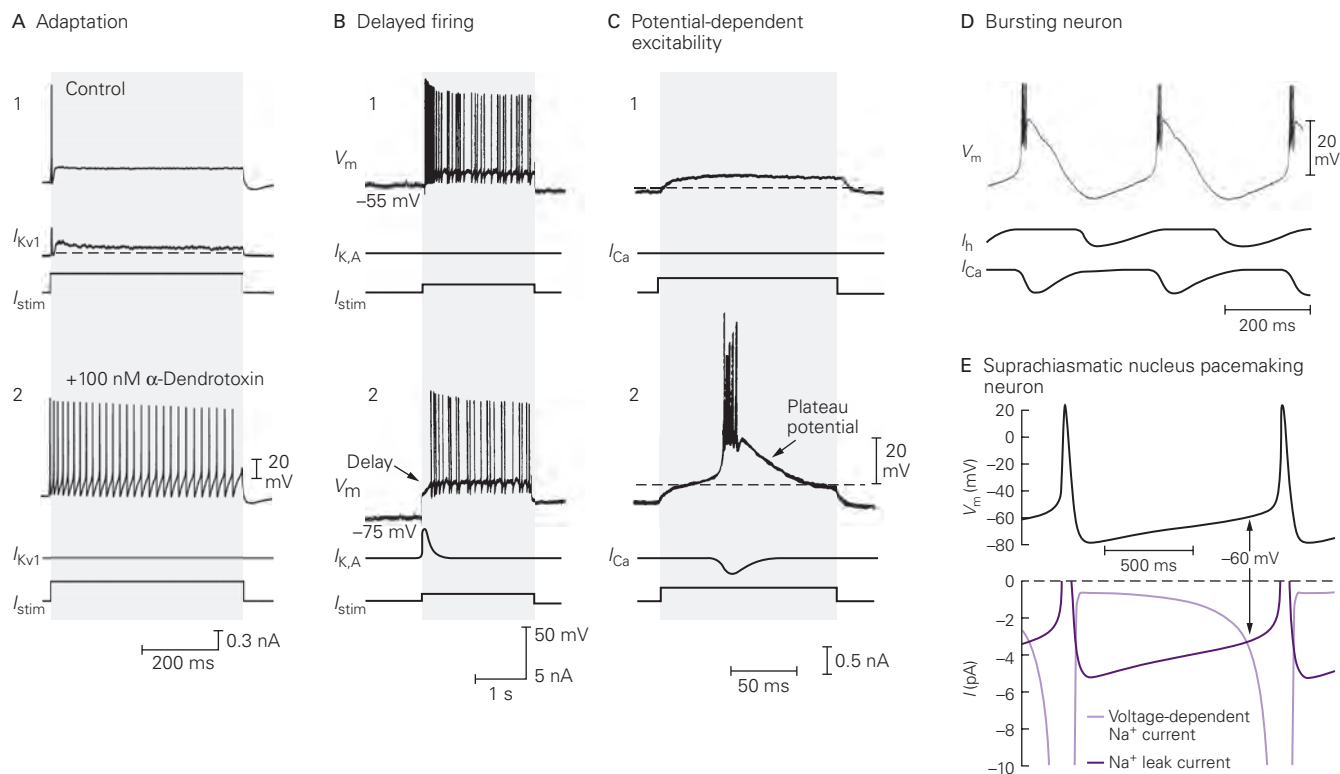 A Adaptation
Control
1
I_Kv1
I_stim
+100 nM α-Dendrotoxin
2
20
mV
I_Kv1
I_stim
0.3 nA
200 ms
B Delayed firing
1
V_m
–55 mV
I_K,A
I_stim
2
Delay
V_m
–75 mV
I_K,A
I_stim
50 mV
5 nA
1 s
C Potential-dependent
excitability
1
I_Ca
I_stim
2
Plateau
potential
20
mV
I_Ca
I_stim
0.5 nA
50 ms
D Bursting neuron
V_m
20
mV
I_h
I_Ca
200 ms
E Suprachiasmatic nucleus pacemaking
neuron
20
0
–20
–40
–60
–80
V_m (mV)
500 ms
–60 mV
0
–2
–4
–6
–8
–10
I (pA)
Voltage-dependent
Na⁺ current
Na⁺ leak current